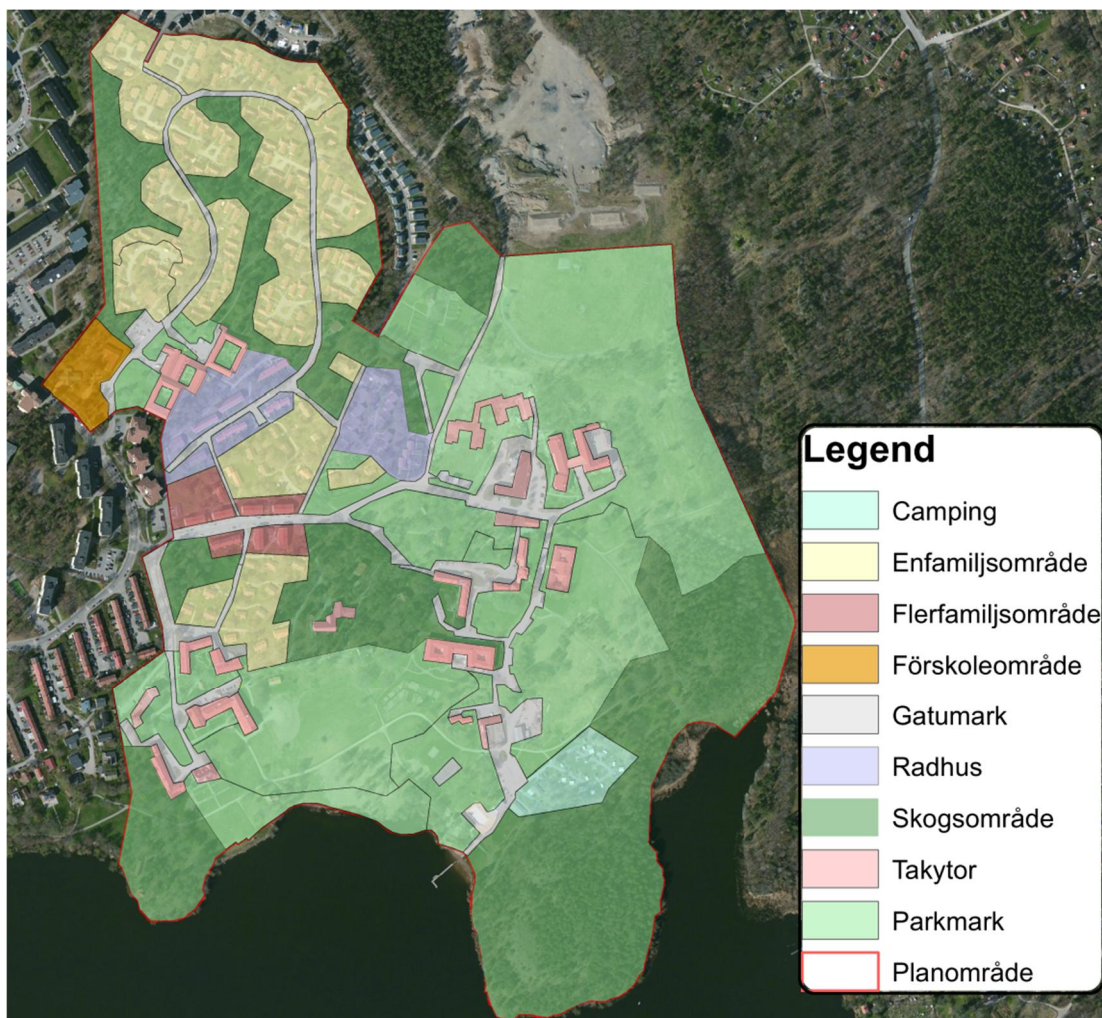 Legend
Camping
Enfamiljsområde
Flerfamiljsområde
Förskoleområde
Gatumark
Radhus
Skogsområde
Takytor
Parkmark
Planområde